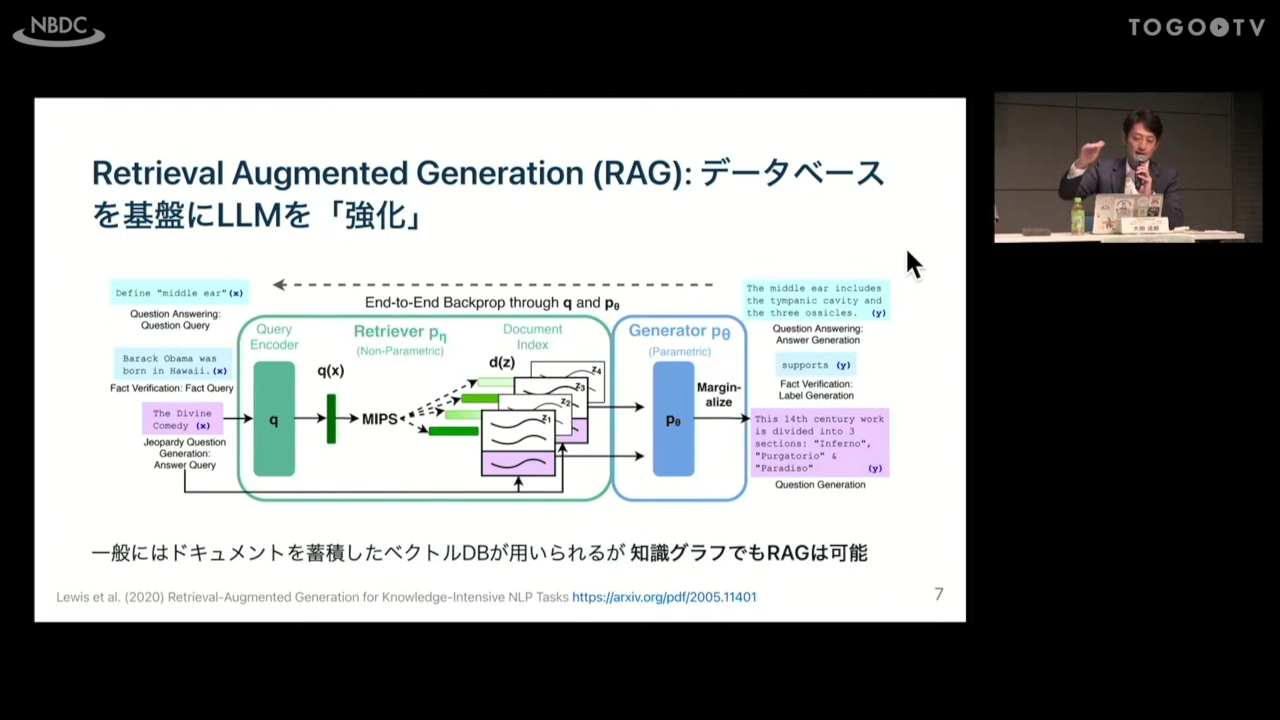 NBDC
TOGOTV
Retrieval Augmented Generation (RAG): データベース
を基盤にLLMを「強化」
Define "middle ear"(x)
Question Answering:
Question Query
Barack Obama was
born in Hawaii.(x)
Fact Verification: Fact Query
The Divine
Comedy (x)
Jeopardy Question
Generation:
Answer Query
End-to-End Backprop through q and pθ
Query
Encoder
Retriever pη
(Non-Parametric)
Document
Index
q
q(x)
MIPS
d(z)
z4
z3
z2
z1
Generator pθ
(Parametric)
pθ
Margin-
alize
The middle ear includes
the tympanic cavity and
the three ossicles. (y)
Question Answering:
Answer Generation
supports (y)
Fact Verification:
Label Generation
This 14th century work
is divided into 3
sections: "Inferno",
"Purgatorio" &
"Paradiso" (y)
Question Generation
一般にはドキュメントを蓄積したベクトルDBが用いられるが 知識グラフでもRAGは可能
Lewis et al. (2020) Retrieval-Augmented Generation for Knowledge-Intensive NLP Tasks https://arxiv.org/pdf/2005.11401
7